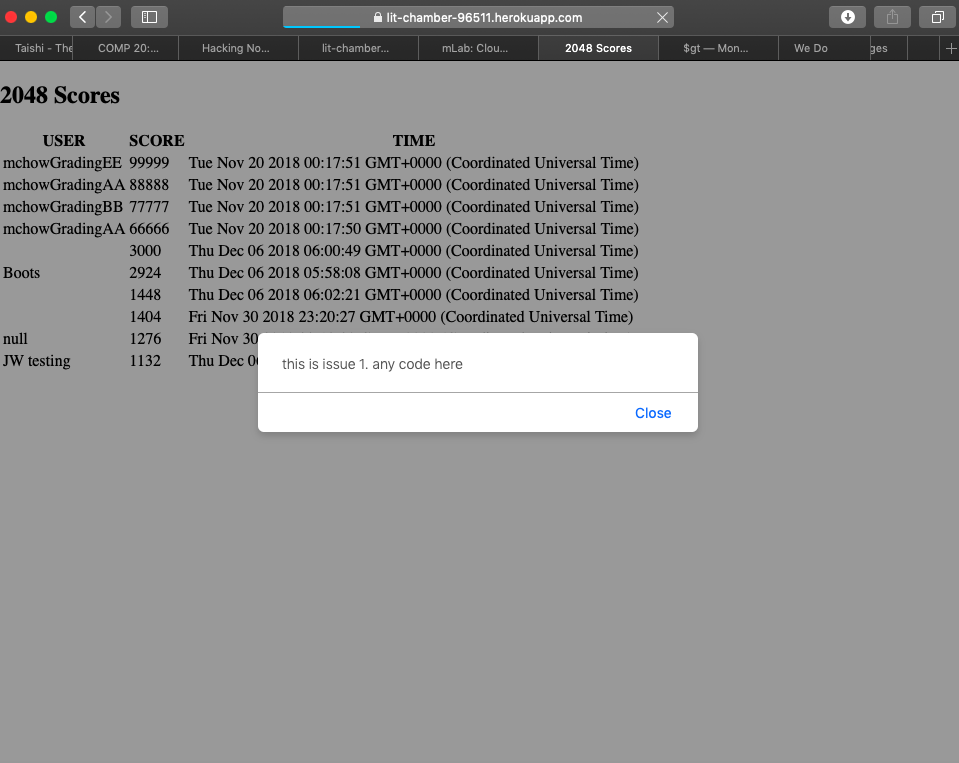 lit-chamber-96511.herokuapp.com
Taishi - The
COMP 20:...
Hacking No...
lit-chamber...
mLab: Clou...
2048 Scores
$gt — Mon...
We Do
ges
2048 Scores
USER SCORE TIME
mchowGradingEE 99999 Tue Nov 20 2018 00:17:51 GMT+0000 (Coordinated Universal Time)
mchowGradingAA 88888 Tue Nov 20 2018 00:17:51 GMT+0000 (Coordinated Universal Time)
mchowGradingBB 77777 Tue Nov 20 2018 00:17:51 GMT+0000 (Coordinated Universal Time)
mchowGradingAA 66666 Tue Nov 20 2018 00:17:50 GMT+0000 (Coordinated Universal Time)
3000 Thu Dec 06 2018 06:00:49 GMT+0000 (Coordinated Universal Time)
Boots 2924 Thu Dec 06 2018 05:58:08 GMT+0000 (Coordinated Universal Time)
1448 Thu Dec 06 2018 06:02:21 GMT+0000 (Coordinated Universal Time)
1404 Fri Nov 30 2018 23:20:27 GMT+0000 (Coordinated Universal Time)
null 1276 Fri Nov 30
JW testing 1132 Thu Dec
this is issue 1. any code here
Close